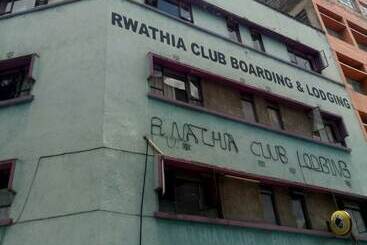 RWATHIA CLUB BOARDING & LODGING
RWATHIA CLUB LODGING